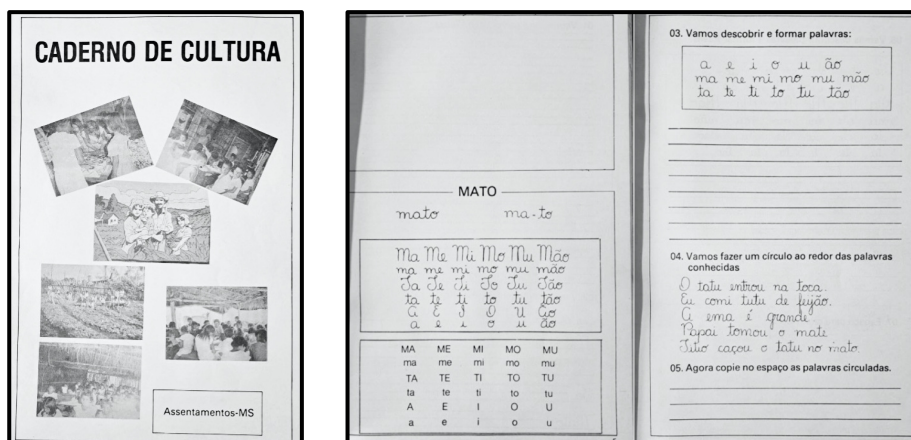 CADERNO DE CULTURA
Assentamentos-MS
MATO
mato ma-to
Ma Me Mi Mo Mu Mão
ma me mi mo mu mão
Ta Te Ti To Tu Tão
ta te ti to tu tão
A E I O U Ão
a e i o u ão
MA ME MI MO MU
ma me mi mo mu
TA TE TI TO TU
ta te ti to tu
A E I O U
a e i o u
03. Vamos descobrir e formar palavras:
a e i o u ão
ma me mi mo mu mão
ta te ti to tu tão
04. Vamos fazer um círculo ao redor das palavras
conhecidas
O tatu entrou na toca.
Eu comi tutu de feijão.
A ema é grande
Papai tomou o mate
Titio caçou o tatu no mato.
05. Agora copie no espaço as palavras circuladas.